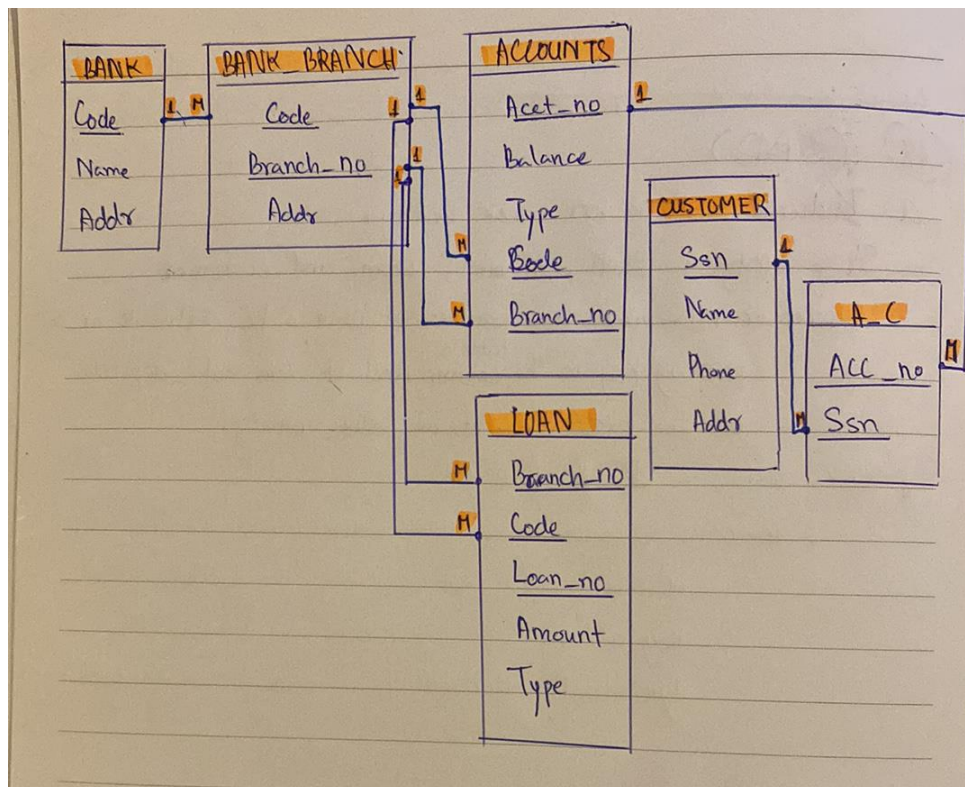 BANK
Code
Name
Addr
1 M
BANK_BRANCH
Code
Branch_no
Addr
1
1
1
1
ACCOUNTS
Acct_no
Balance
Type
Code
Branch_no
M
M
1
CUSTOMER
Ssn
Name
Phone
Addr
1
A_C
ACC_no
Ssn
M
M
LOAN
Branch_no
Code
Loan_no
Amount
Type
M
M